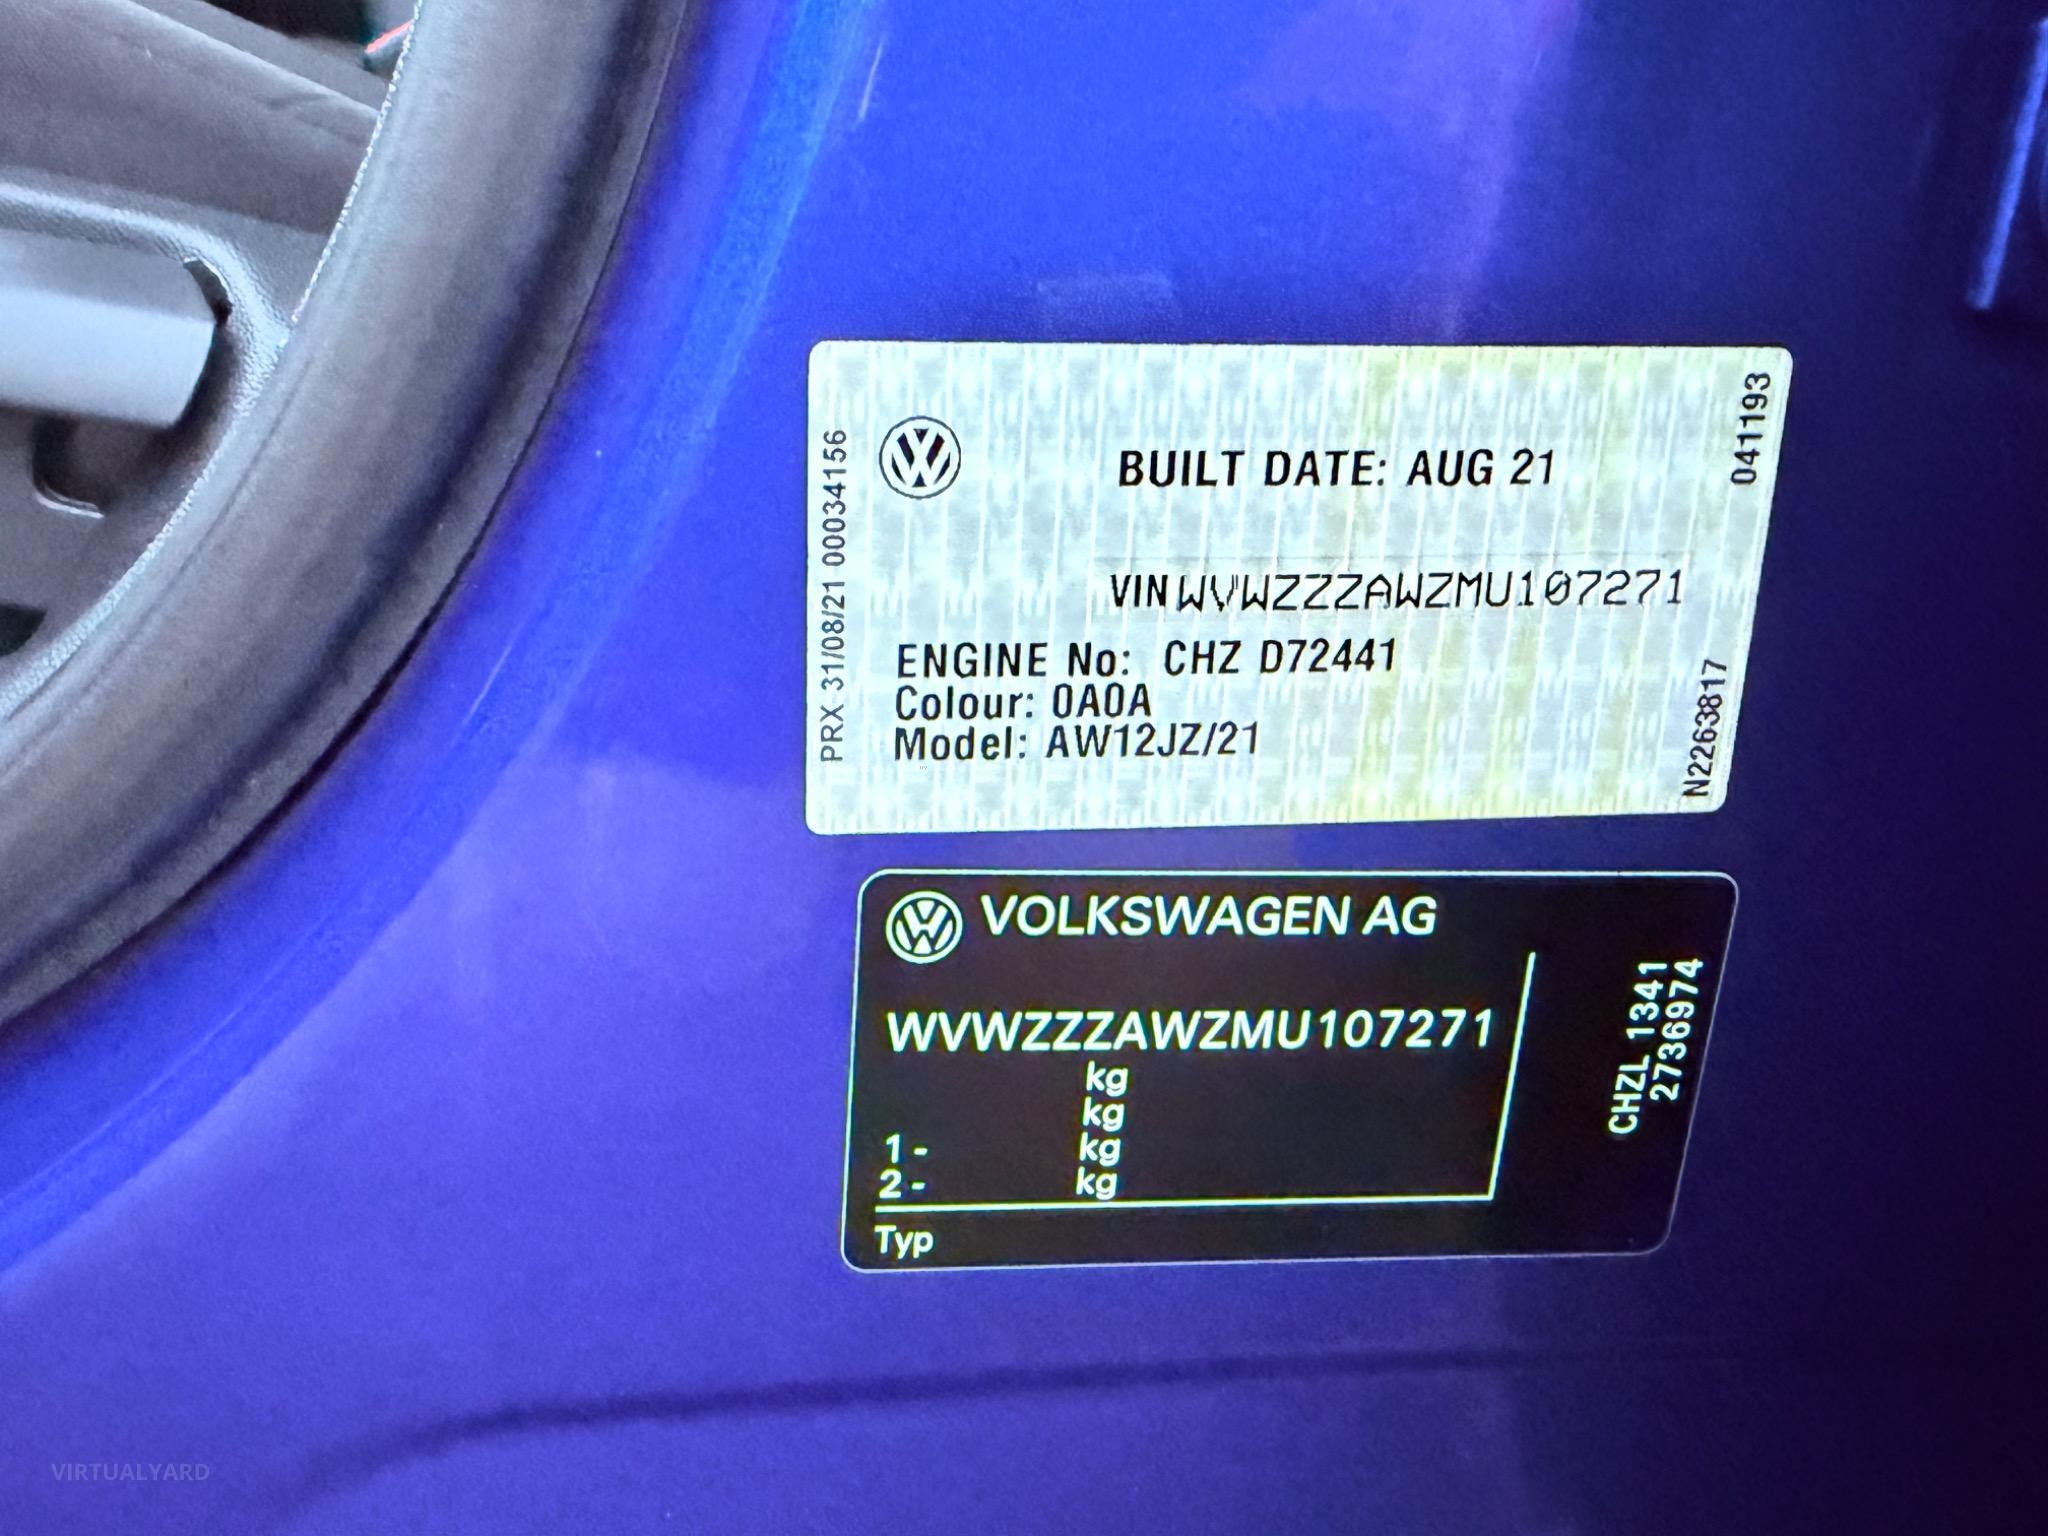 PRX 31/08/21 00034156
BUILT DATE: AUG 21
041193
VIN WVWZZZAWZMU107271
ENGINE No: CHZ D72441
Colour: 0A0A
Model: AW12JZ/21
N2263817
VOLKSWAGEN AG
WVWZZZAWZMU107271
kg
kg
1- kg
2- kg
Typ
CHZL 1341
2736974
VIRTUALYARD